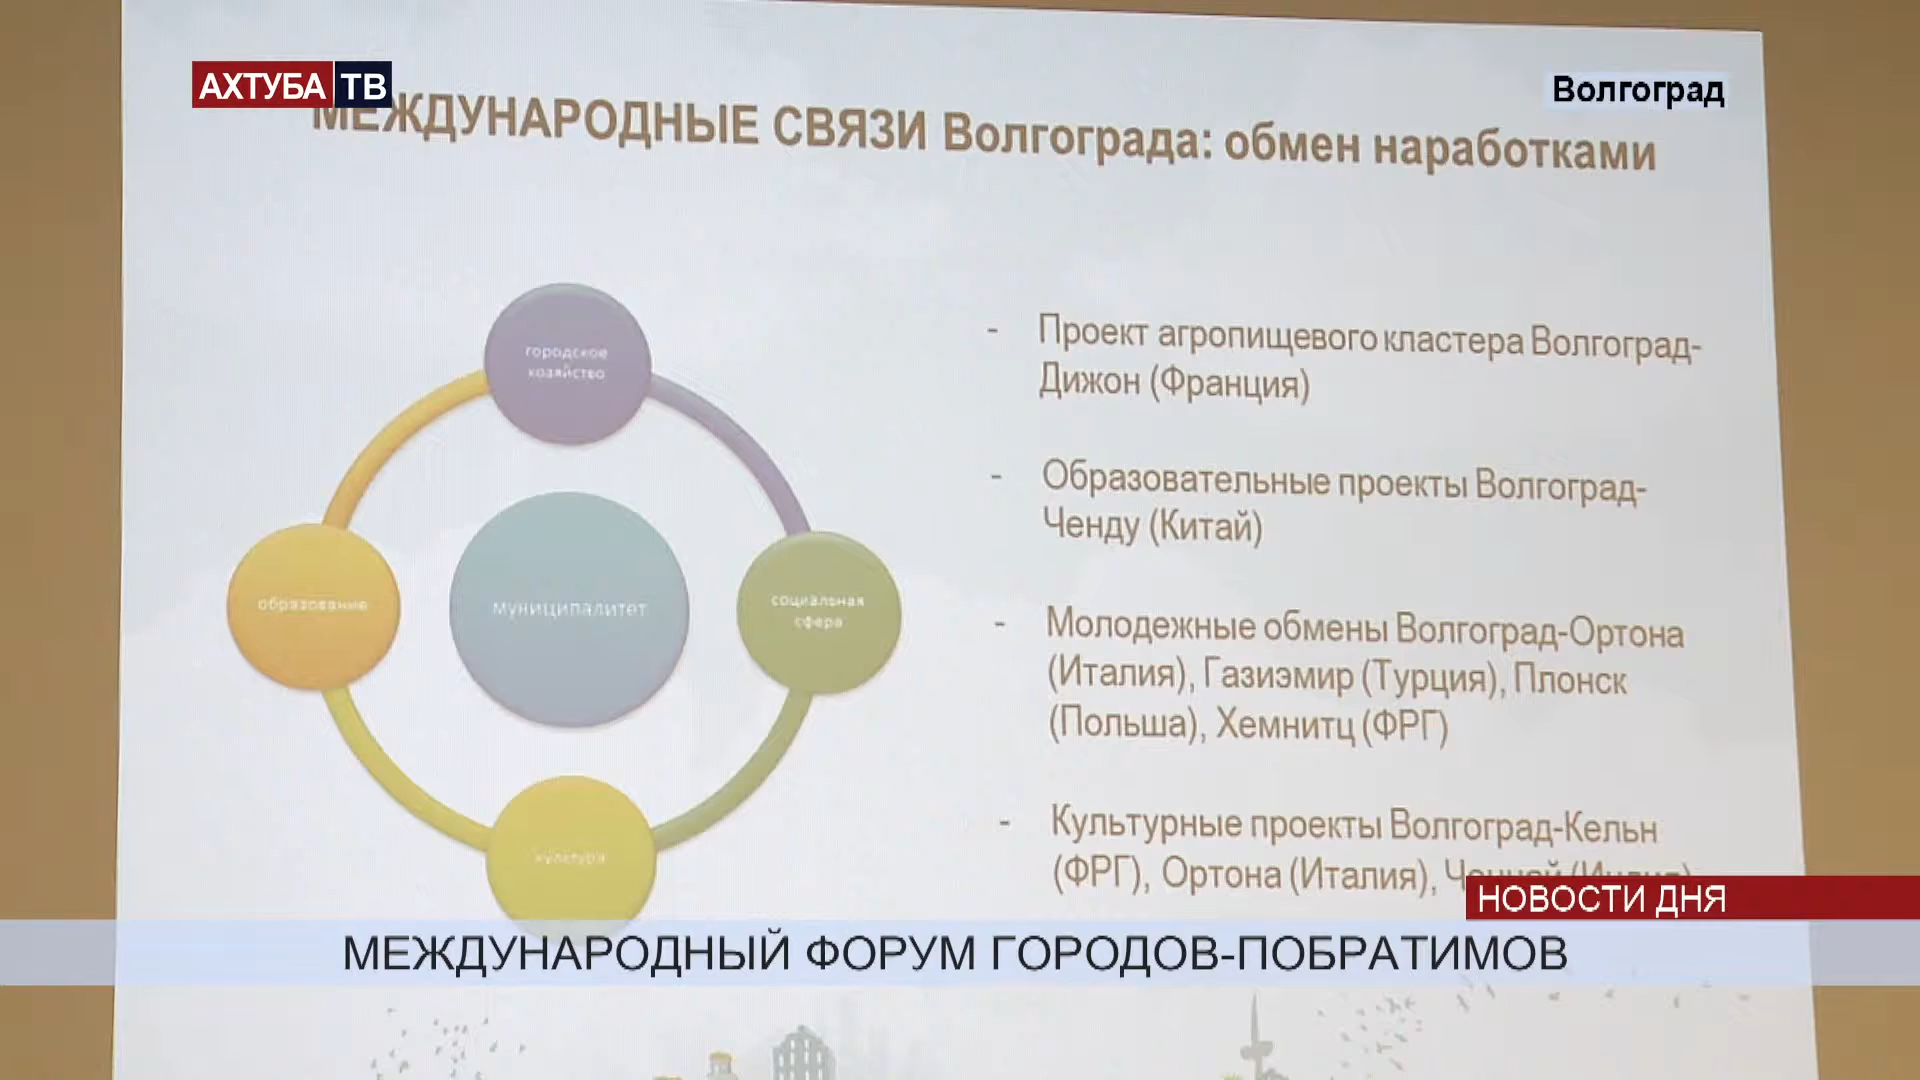 АХТУБА ТВ
Волгоград
МЕЖДУНАРОДНЫЕ СВЯЗИ Волгограда: обмен наработками
городское
хозяйство
образование
муниципалитет
социальная
сфера
культура
- Проект агропищевого кластера Волгоград-
Дижон (Франция)
- Образовательные проекты Волгоград-
Ченду (Китай)
- Молодежные обмены Волгоград-Ортона
(Италия), Газиэмир (Турция), Плонск
(Польша), Хемнитц (ФРГ)
- Культурные проекты Волгоград-Кельн
(ФРГ), Ортона (Италия),
НОВОСТИ ДНЯ
МЕЖДУНАРОДНЫЙ ФОРУМ ГОРОДОВ-ПОБРАТИМОВ